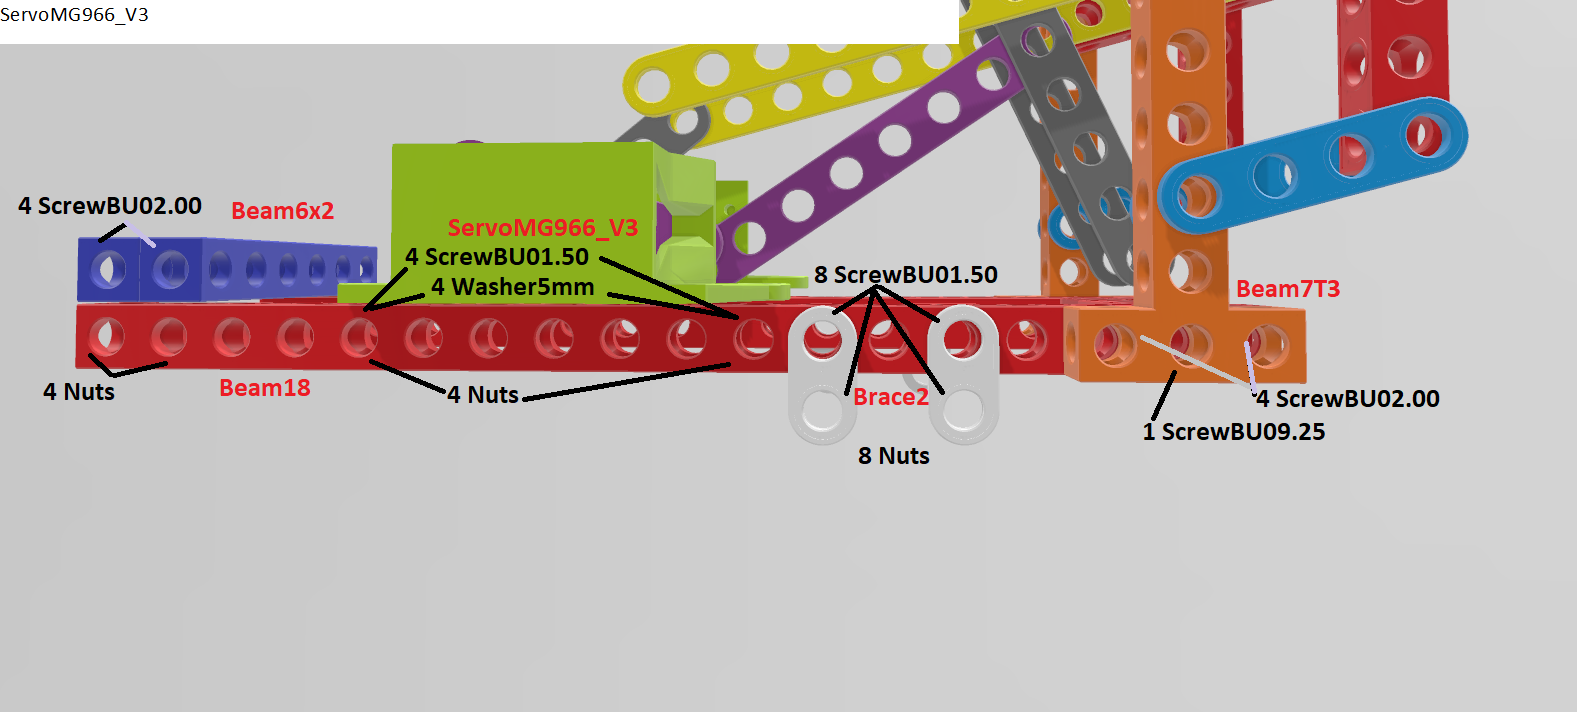 ServoMG966_V3
4 ScrewBU02.00
Beam6x2
ServoMG966_V3
4 ScrewBU01.50
4 Washer5mm
8 ScrewBU01.50
Beam7T3
4 Nuts
Beam18
4 Nuts
Brace2
4 ScrewBU02.00
1 ScrewBU09.25
8 Nuts